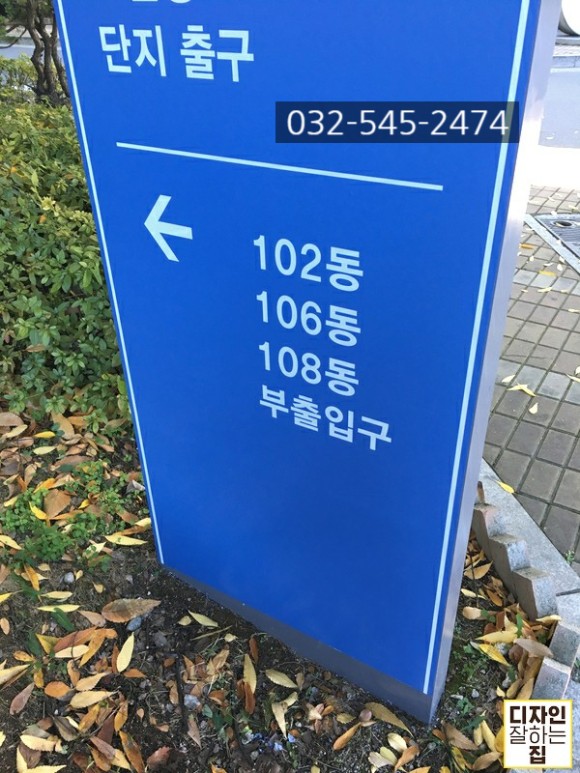 단지 출구
032-545-2474
102동
106동
108동
부출입구
디자인
잘하는
집